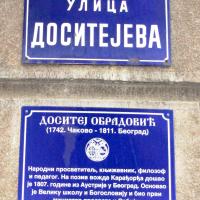 УЛИЦА
ДОСИТЕЈЕВА
ДОСИТЕЈ ОБРАДОВИЋ
(1742. Чаково - 1811. Београд)
Народни просветитељ, књижевник, филозоф
и педагог. На позив вожда Карађорђа дошао
је 1807. године из Аустрије у Београд. Основао
је Велику школу и Богословију и био први